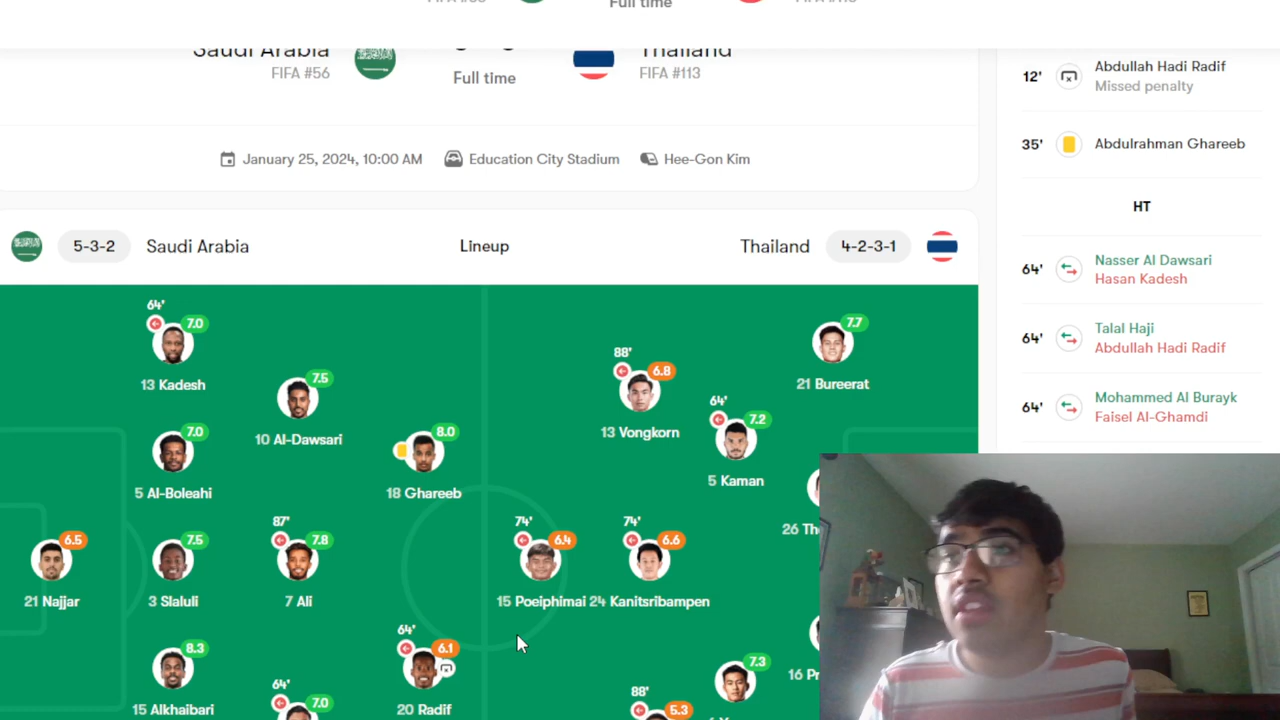 Full time
Saudi Arabia
Thailand
FIFA #56
FIFA #113
Full time
January 25, 2024, 10:00 AM
Education City Stadium
Hee-Gon Kim
5-3-2
Saudi Arabia
Lineup
Thailand
4-2-3-1
64'
7.0
13 Kadesh
7.5
10 Al-Dawsari
7.0
5 Al-Boleahi
8.0
18 Ghareeb
6.5
21 Najjar
7.5
3 Slaluli
87'
7.8
7 Ali
8.3
15 Alkhaibari
64'
7.0
64'
6.1
20 Radif
88'
6.8
13 Vongkorn
7.7
21 Bureerat
64'
7.2
5 Kaman
26 Th
74'
6.4
15 Poeiphimai
74'
6.6
24 Kanitsribampen
16 Pr
7.3
88'
5.3
12'
Abdullah Hadi Radif
Missed penalty
35'
Abdulrahman Ghareeb
HT
64'
Nasser Al Dawsari
Hasan Kadesh
64'
Talal Haji
Abdullah Hadi Radif
64'
Mohammed Al Burayk
Faisel Al-Ghamdi